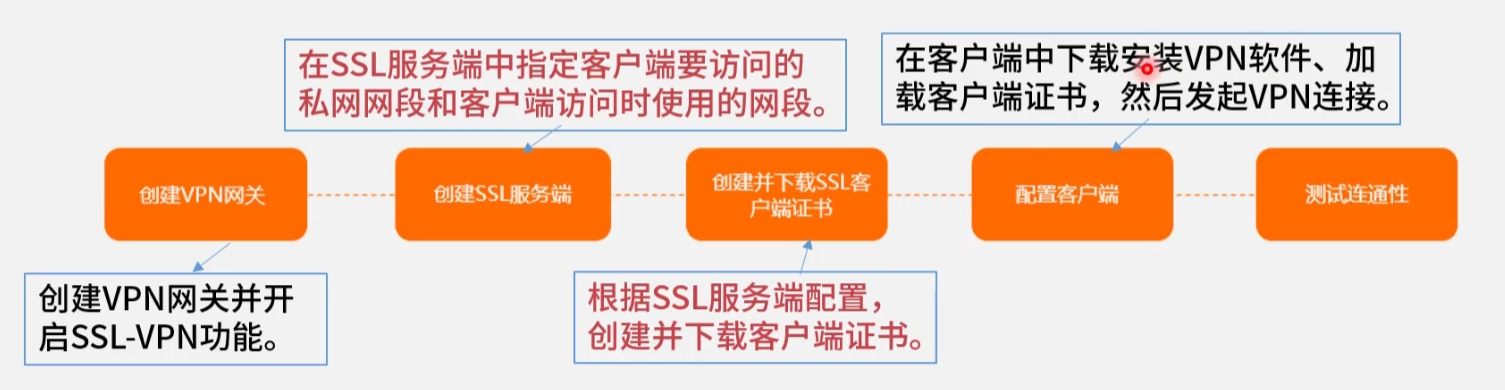 在SSL服务端中指定客户端要访问的
私网网段和客户端访问时使用的网段。
在客户端中下载安装VPN软件、加
载客户端证书，然后发起VPN连接。
创建VPN网关
创建SSL服务端
创建并下载SSL客
户端证书
配置客户端
测试连通性
创建VPN网关并开
启SSL-VPN功能。
根据SSL服务端配置，
创建并下载客户端证书。